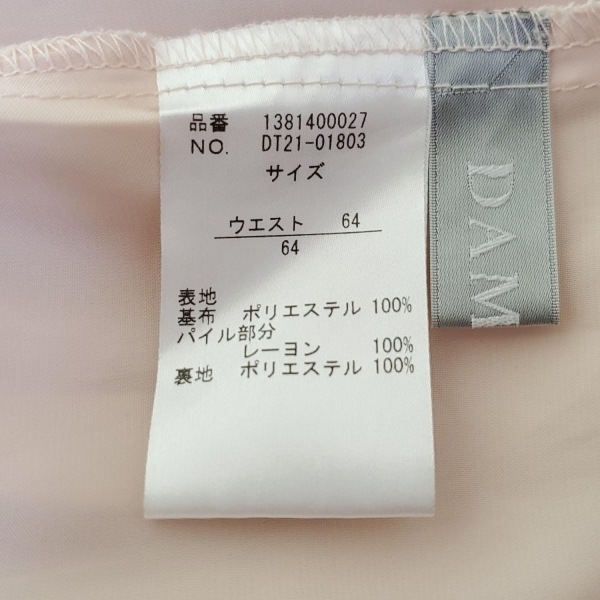 品番 1381400027
NO. DT21-01803
サイズ
ウエスト 64
64
表地
基布 ポリエステル 100%
パイル部分
レーヨン 100%
裏地 ポリエステル 100%
DAM